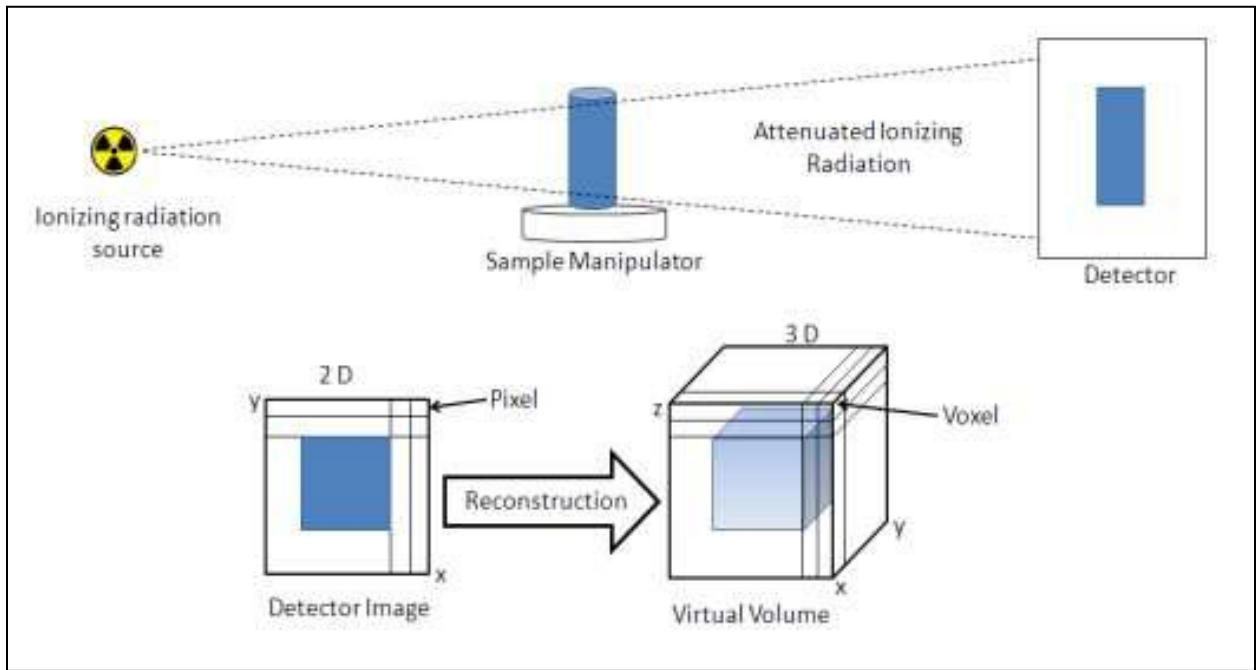 Ionizing radiation
source
Sample Manipulator
Attenuated Ionizing
Radiation
Detector
2 D
y
Pixel
x
Detector Image
Reconstruction
3 D
z
Voxel
y
x
Virtual Volume